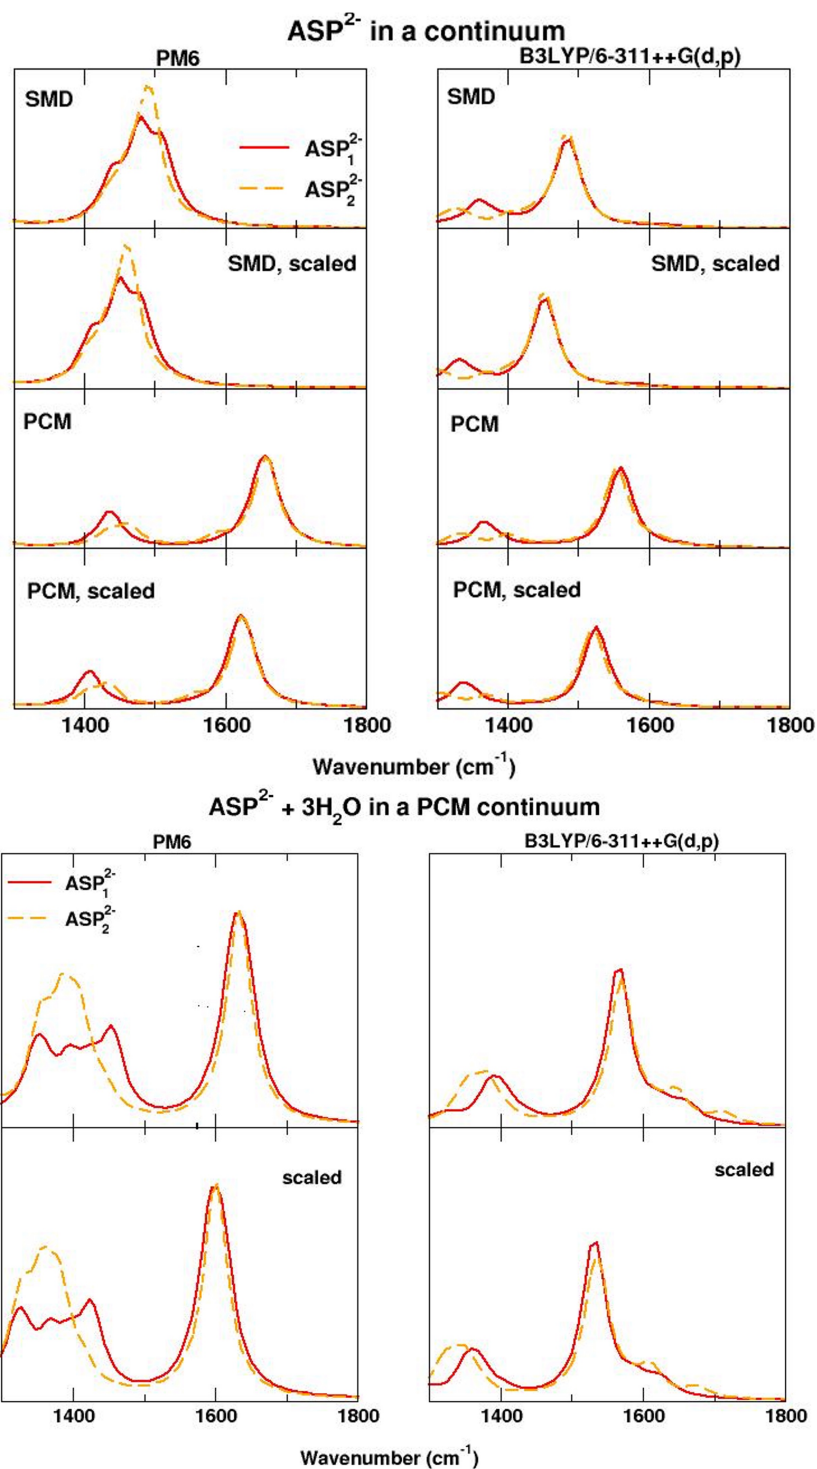 ASP²⁻ in a continuum
PM6
B3LYP/6-311++G(d,p)
SMD
ASP₁²⁻
ASP₂²⁻
SMD
SMD, scaled
SMD, scaled
PCM
PCM
PCM, scaled
PCM, scaled
1400 1600 1800
1400 1600 1800
Wavenumber (cm⁻¹)
ASP²⁻ + 3H₂O in a PCM continuum
PM6
B3LYP/6-311++G(d,p)
ASP₁²⁻
ASP₂²⁻
scaled
scaled
1400 1600 1800
1400 1600 1800
Wavenumber (cm⁻¹)